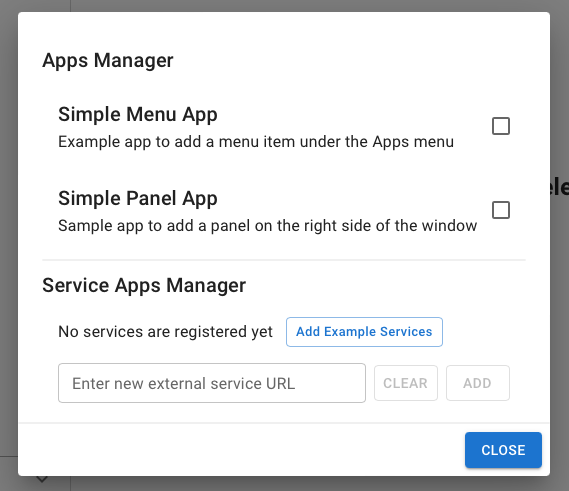 Apps Manager
Simple Menu App
Example app to add a menu item under the Apps menu
Simple Panel App
Sample app to add a panel on the right side of the window
Service Apps Manager
No services are registered yet Add Example Services
Enter new external service URL CLEAR ADD
CLOSE